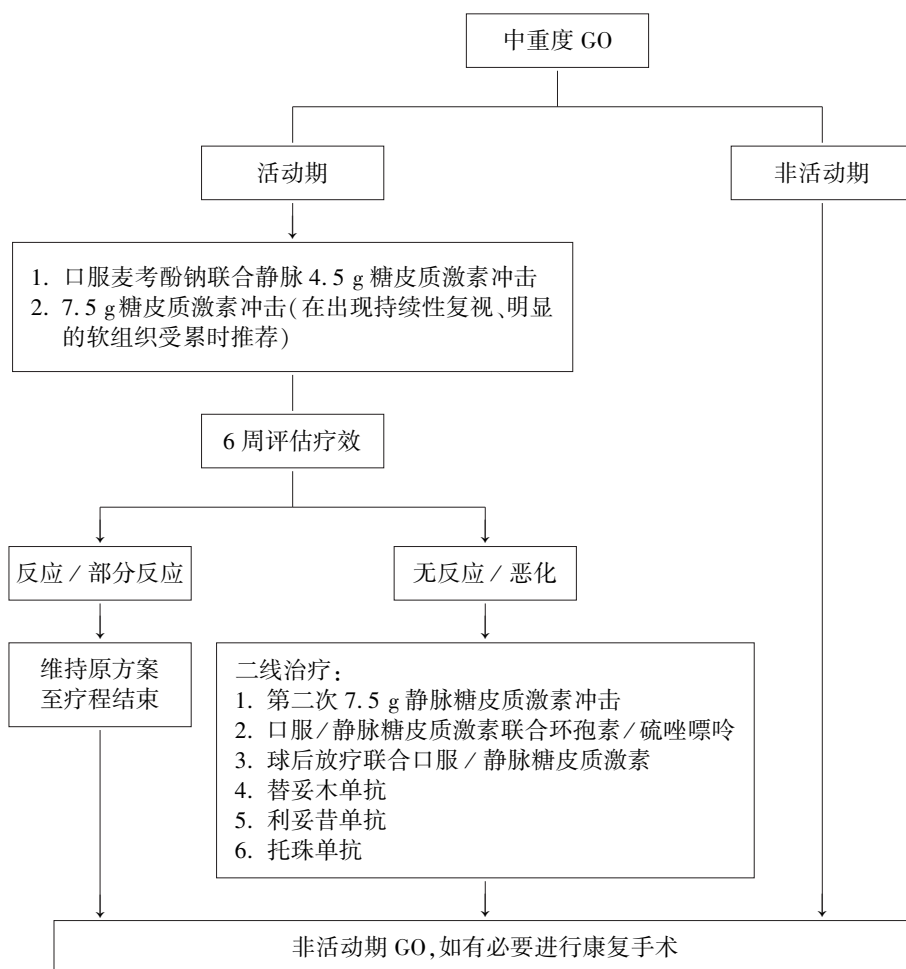 中重度 GO
活动期
非活动期
1. 口服麦考酚钠联合静脉 4.5 g 糖皮质激素冲击
2. 7.5 g 糖皮质激素冲击(在出现持续性复视、明显
的软组织受累时推荐)
6 周评估疗效
反应 / 部分反应
无反应 / 恶化
维持原方案
至疗程结束
二线治疗:
1. 第二次 7.5 g 静脉糖皮质激素冲击
2. 口服/静脉糖皮质激素联合环孢素/硫唑嘌呤
3. 球后放疗联合口服 / 静脉糖皮质激素
4. 替妥木单抗
5. 利妥昔单抗
6. 托珠单抗
非活动期 GO,如有必要进行康复手术